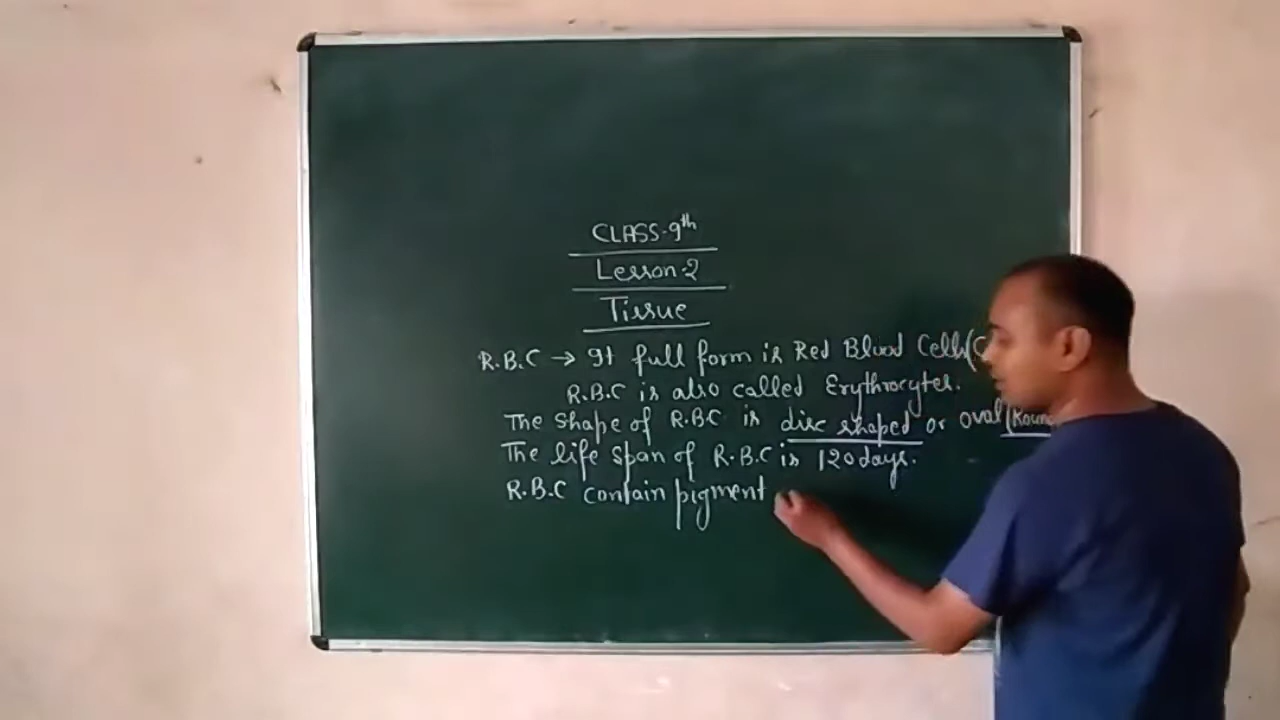 CLASS-9th
Lesson-2
Tissue
R.B.C → It full form is Red Blood Cells(C
R.B.C is also called Erythrocytes.
The shape of R.B.C is disc shaped or oval (Roun
The life span of R.B.C is 120 days.
R.B.C contain pigment